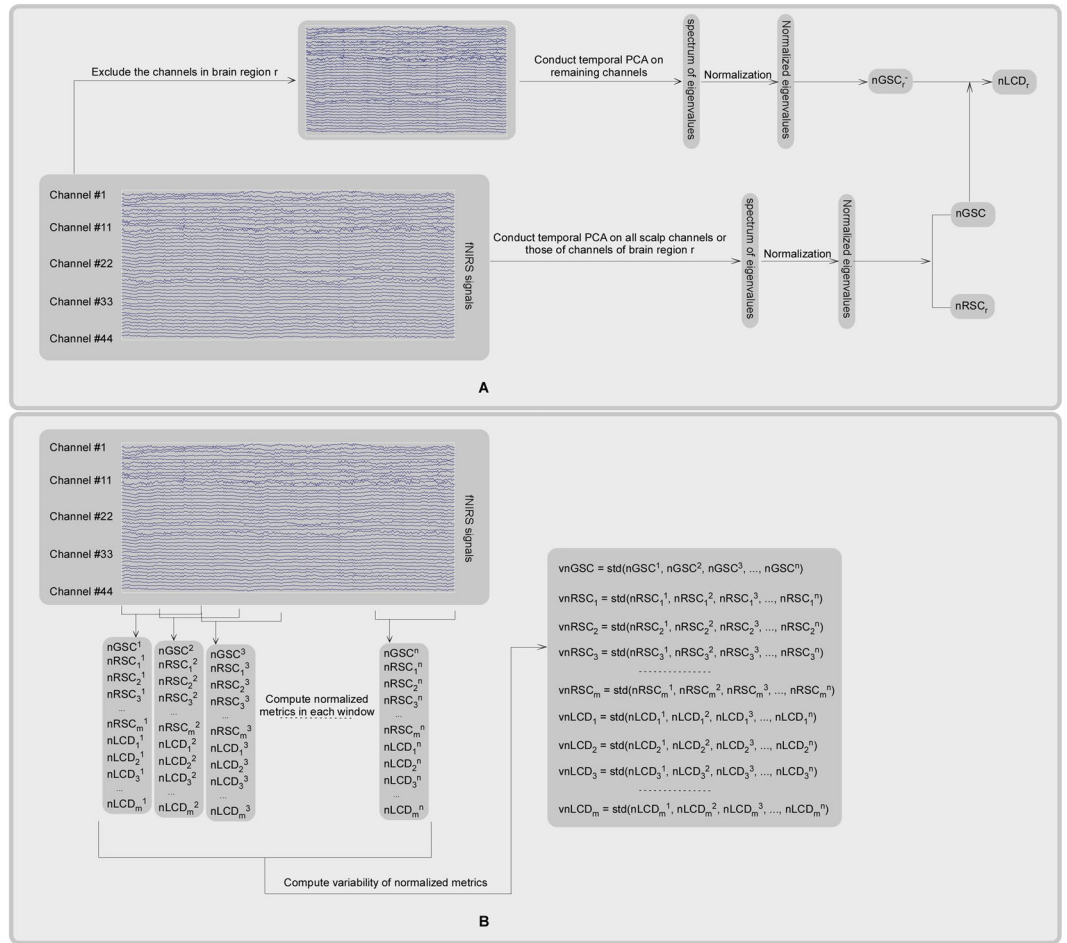 Exclude the channels in brain region r
Conduct temporal PCA on
remaining channels
spectrum of eigenvalues
Normalization
Normalized eigenvalues
nGSCr-
nLCDr
Channel #1
Channel #11
Channel #22
Channel #33
Channel #44
fNIRS signals
Conduct temporal PCA on all scalp channels or
those of channels of brain region r
spectrum of eigenvalues
Normalization
Normalized eigenvalues
nGSC
nRSCr
A
Channel #1
Channel #11
Channel #22
Channel #33
Channel #44
fNIRS signals
nGSC1
nRSC11
nRSC21
nRSC31
...
nRSCm1
nLCD11
nLCD21
nLCD31
...
nLCDm1
nGSC2
nRSC12
nRSC22
nRSC32
...
nRSCm2
nLCD12
nLCD22
nLCD32
...
nLCDm2
nGSC3
nRSC13
nRSC23
nRSC33
...
nRSCm3
nLCD13
nLCD23
nLCD33
...
nLCDm3
Compute normalized
metrics in each window
nGSCn
nRSC1n
nRSC2n
nRSC3n
...
nRSCmn
nLCD1n
nLCD2n
nLCD3n
...
nLCDmn
Compute variability of normalized metrics
vnGSC = std(nGSC1, nGSC2, nGSC3, ..., nGSCn)
vnRSC1 = std(nRSC11, nRSC12, nRSC13, ..., nRSC1n)
vnRSC2 = std(nRSC21, nRSC22, nRSC23, ..., nRSC2n)
vnRSC3 = std(nRSC31, nRSC32, nRSC33, ..., nRSC3n)
vnRSCm = std(nRSCm1, nRSCm2, nRSCm3, ..., nRSCmn)
vnLCD1 = std(nLCD11, nLCD12, nLCD13, ..., nLCD1n)
vnLCD2 = std(nLCD21, nLCD22, nLCD23, ..., nLCD2n)
vnLCD3 = std(nLCD31, nLCD32, nLCD33, ..., nLCD3n)
vnLCDm = std(nLCDm1, nLCDm2, nLCDm3, ..., nLCDmn)
B